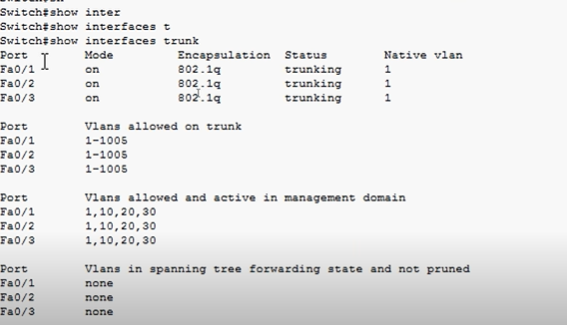 Switch#show inter
Switch#show interfaces t
Switch#show interfaces trunk
Port Mode Encapsulation Status Native vlan
Fa0/1 on 802.1q trunking 1
Fa0/2 on 802.1q trunking 1
Fa0/3 on 802.1q trunking 1
Port Vlans allowed on trunk
Fa0/1 1-1005
Fa0/2 1-1005
Fa0/3 1-1005
Port Vlans allowed and active in management domain
Fa0/1 1,10,20,30
Fa0/2 1,10,20,30
Fa0/3 1,10,20,30
Port Vlans in spanning tree forwarding state and not pruned
Fa0/1 none
Fa0/2 none
Fa0/3 none